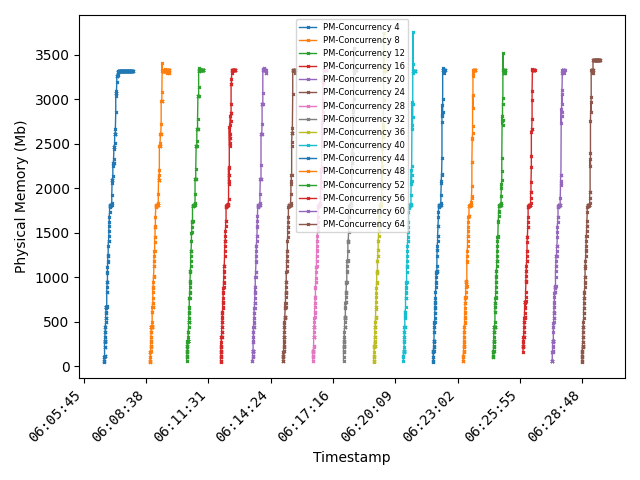 PM-Concurrency 4
PM-Concurrency 8
PM-Concurrency 12
PM-Concurrency 16
PM-Concurrency 20
PM-Concurrency 24
PM-Concurrency 28
PM-Concurrency 32
PM-Concurrency 36
PM-Concurrency 40
PM-Concurrency 44
PM-Concurrency 48
PM-Concurrency 52
PM-Concurrency 56
PM-Concurrency 60
PM-Concurrency 64
Physical Memory (Mb)
3500
3000
2500
2000
1500
1000
500
0
06:05:45
06:08:38
06:11:31
06:14:24
06:17:16
06:20:09
06:23:02
06:25:55
06:28:48
Timestamp